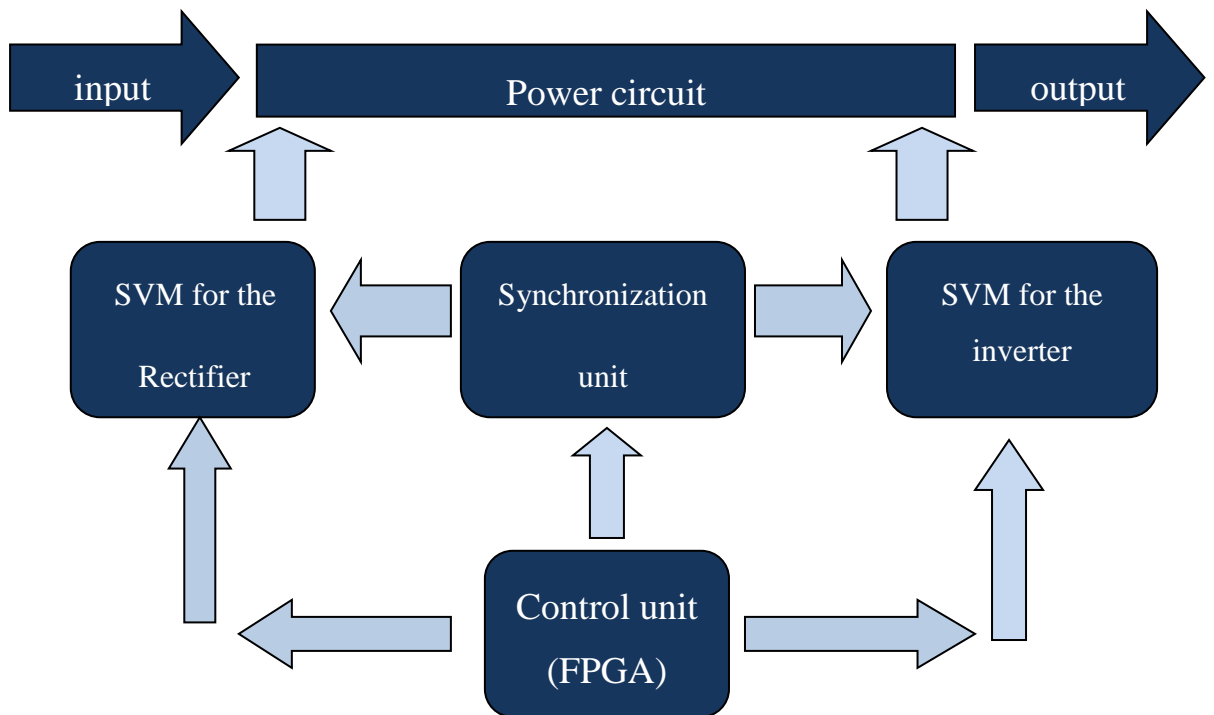 input
Power circuit
output
SVM for the
Rectifier
Synchronization
unit
SVM for the
inverter
Control unit
(FPGA)